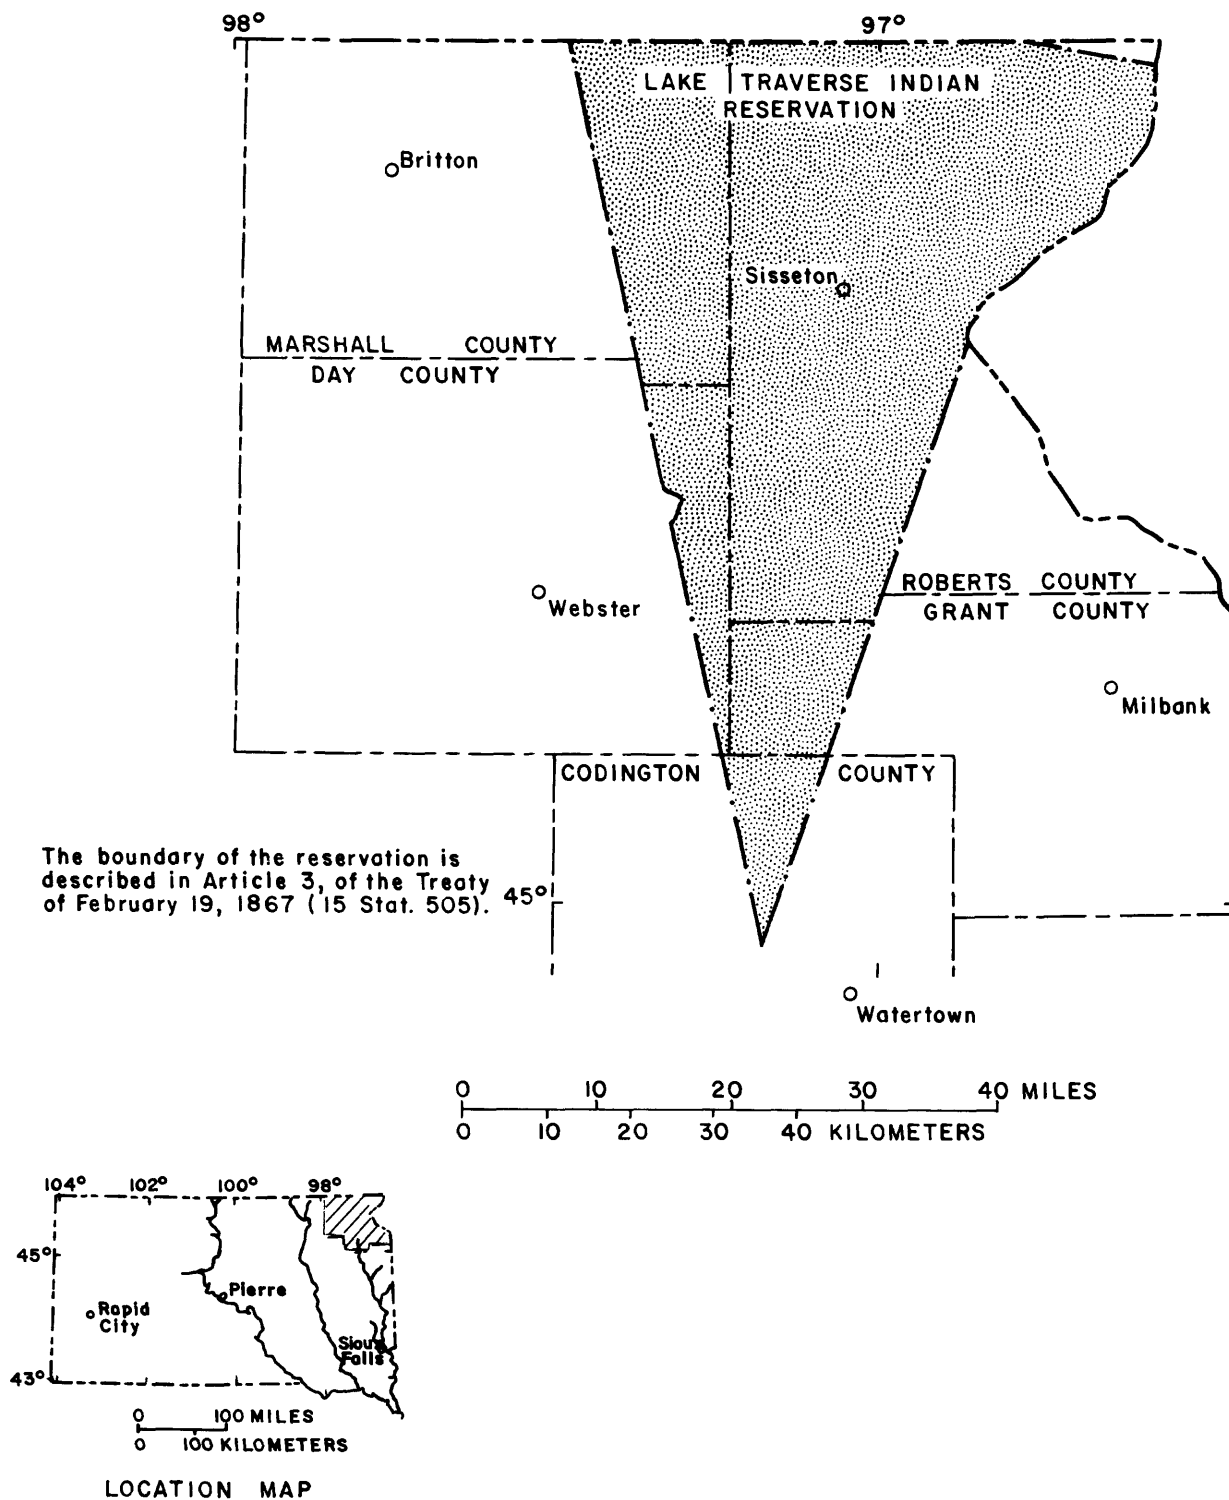 98° 97°
LAKE TRAVERSE INDIAN
RESERVATION
Britton
Sisseton
MARSHALL COUNTY
DAY COUNTY
ROBERTS COUNTY
GRANT COUNTY
Webster
Milbank
CODINGTON COUNTY
The boundary of the reservation is
described in Article 3, of the Treaty
of February 19, 1867 (15 Stat. 505).
45°
Watertown
0 10 20 30 40 MILES
0 10 20 30 40 KILOMETERS
104° 102° 100° 98°
45°
Pierre
Rapid
City
Sioux
Falls
43°
0 100 MILES
0 100 KILOMETERS
LOCATION MAP